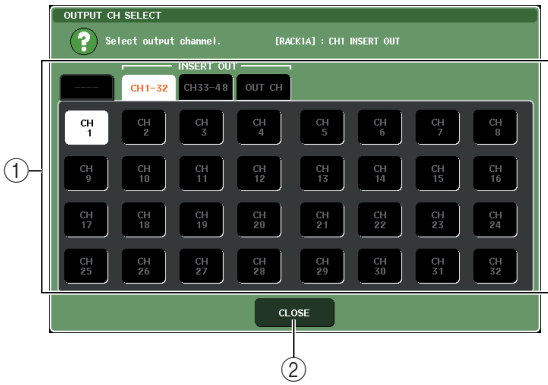 OUTPUT CH SELECT
? Select output channel. [RACK1A] : CH1 INSERT OUT
INSERT OUT
---- CH1-32 CH33-48 OUT CH
CH 1 CH 2 CH 3 CH 4 CH 5 CH 6 CH 7 CH 8
CH 9 CH 10 CH 11 CH 12 CH 13 CH 14 CH 15 CH 16
CH 17 CH 18 CH 19 CH 20 CH 21 CH 22 CH 23 CH 24
CH 25 CH 26 CH 27 CH 28 CH 29 CH 30 CH 31 CH 32
CLOSE
①
②